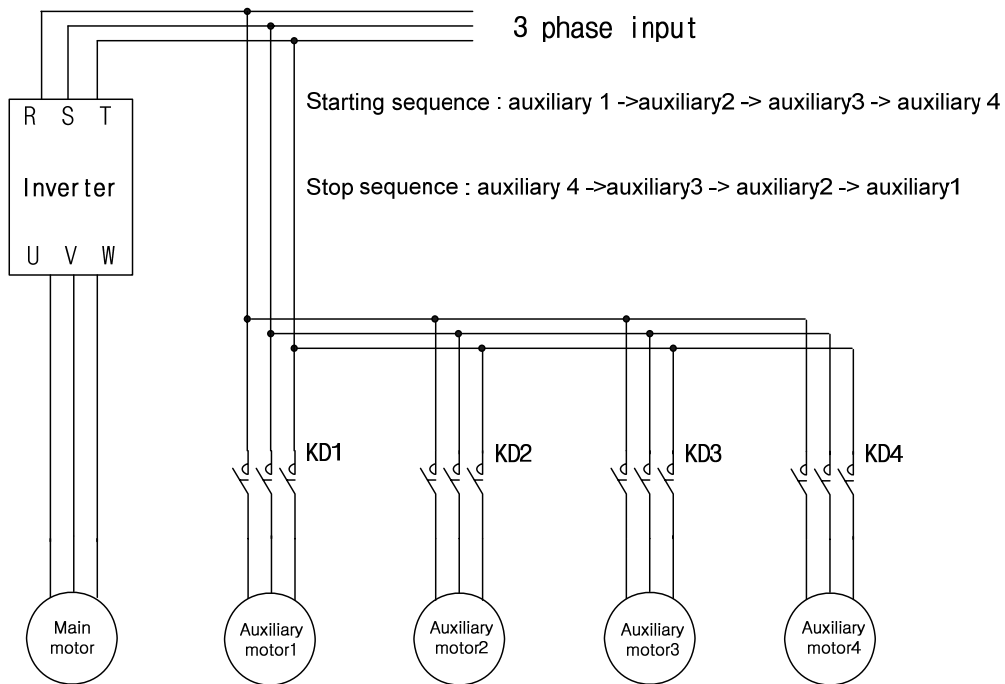 3 phase input
Starting sequence : auxiliary 1 ->auxiliary2 -> auxiliary3 -> auxiliary 4
R S T
Inverter
U V W
Stop sequence : auxiliary 4 ->auxiliary3 -> auxiliary2 -> auxiliary1
KD1
KD2
KD3
KD4
Main
motor
Auxiliary
motor1
Auxiliary
motor2
Auxiliary
motor3
Auxiliary
motor4